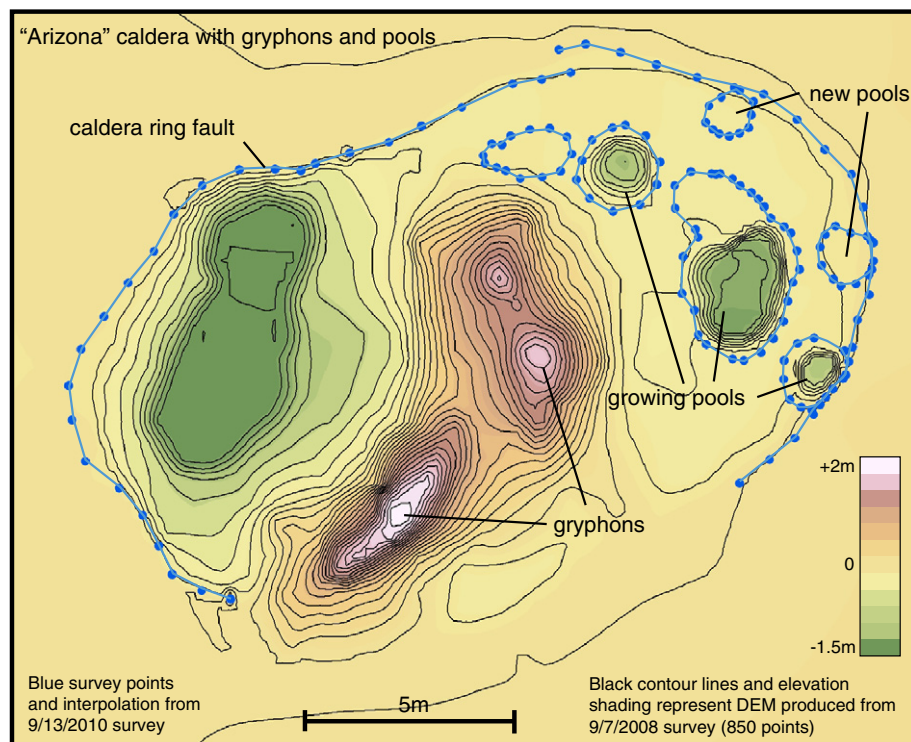 “Arizona” caldera with gryphons and pools
new pools
caldera ring fault
growing pools
+2m
gryphons
0
-1.5m
Blue survey points
and interpolation from
9/13/2010 survey
5m
Black contour lines and elevation
shading represent DEM produced from
9/7/2008 survey (850 points)